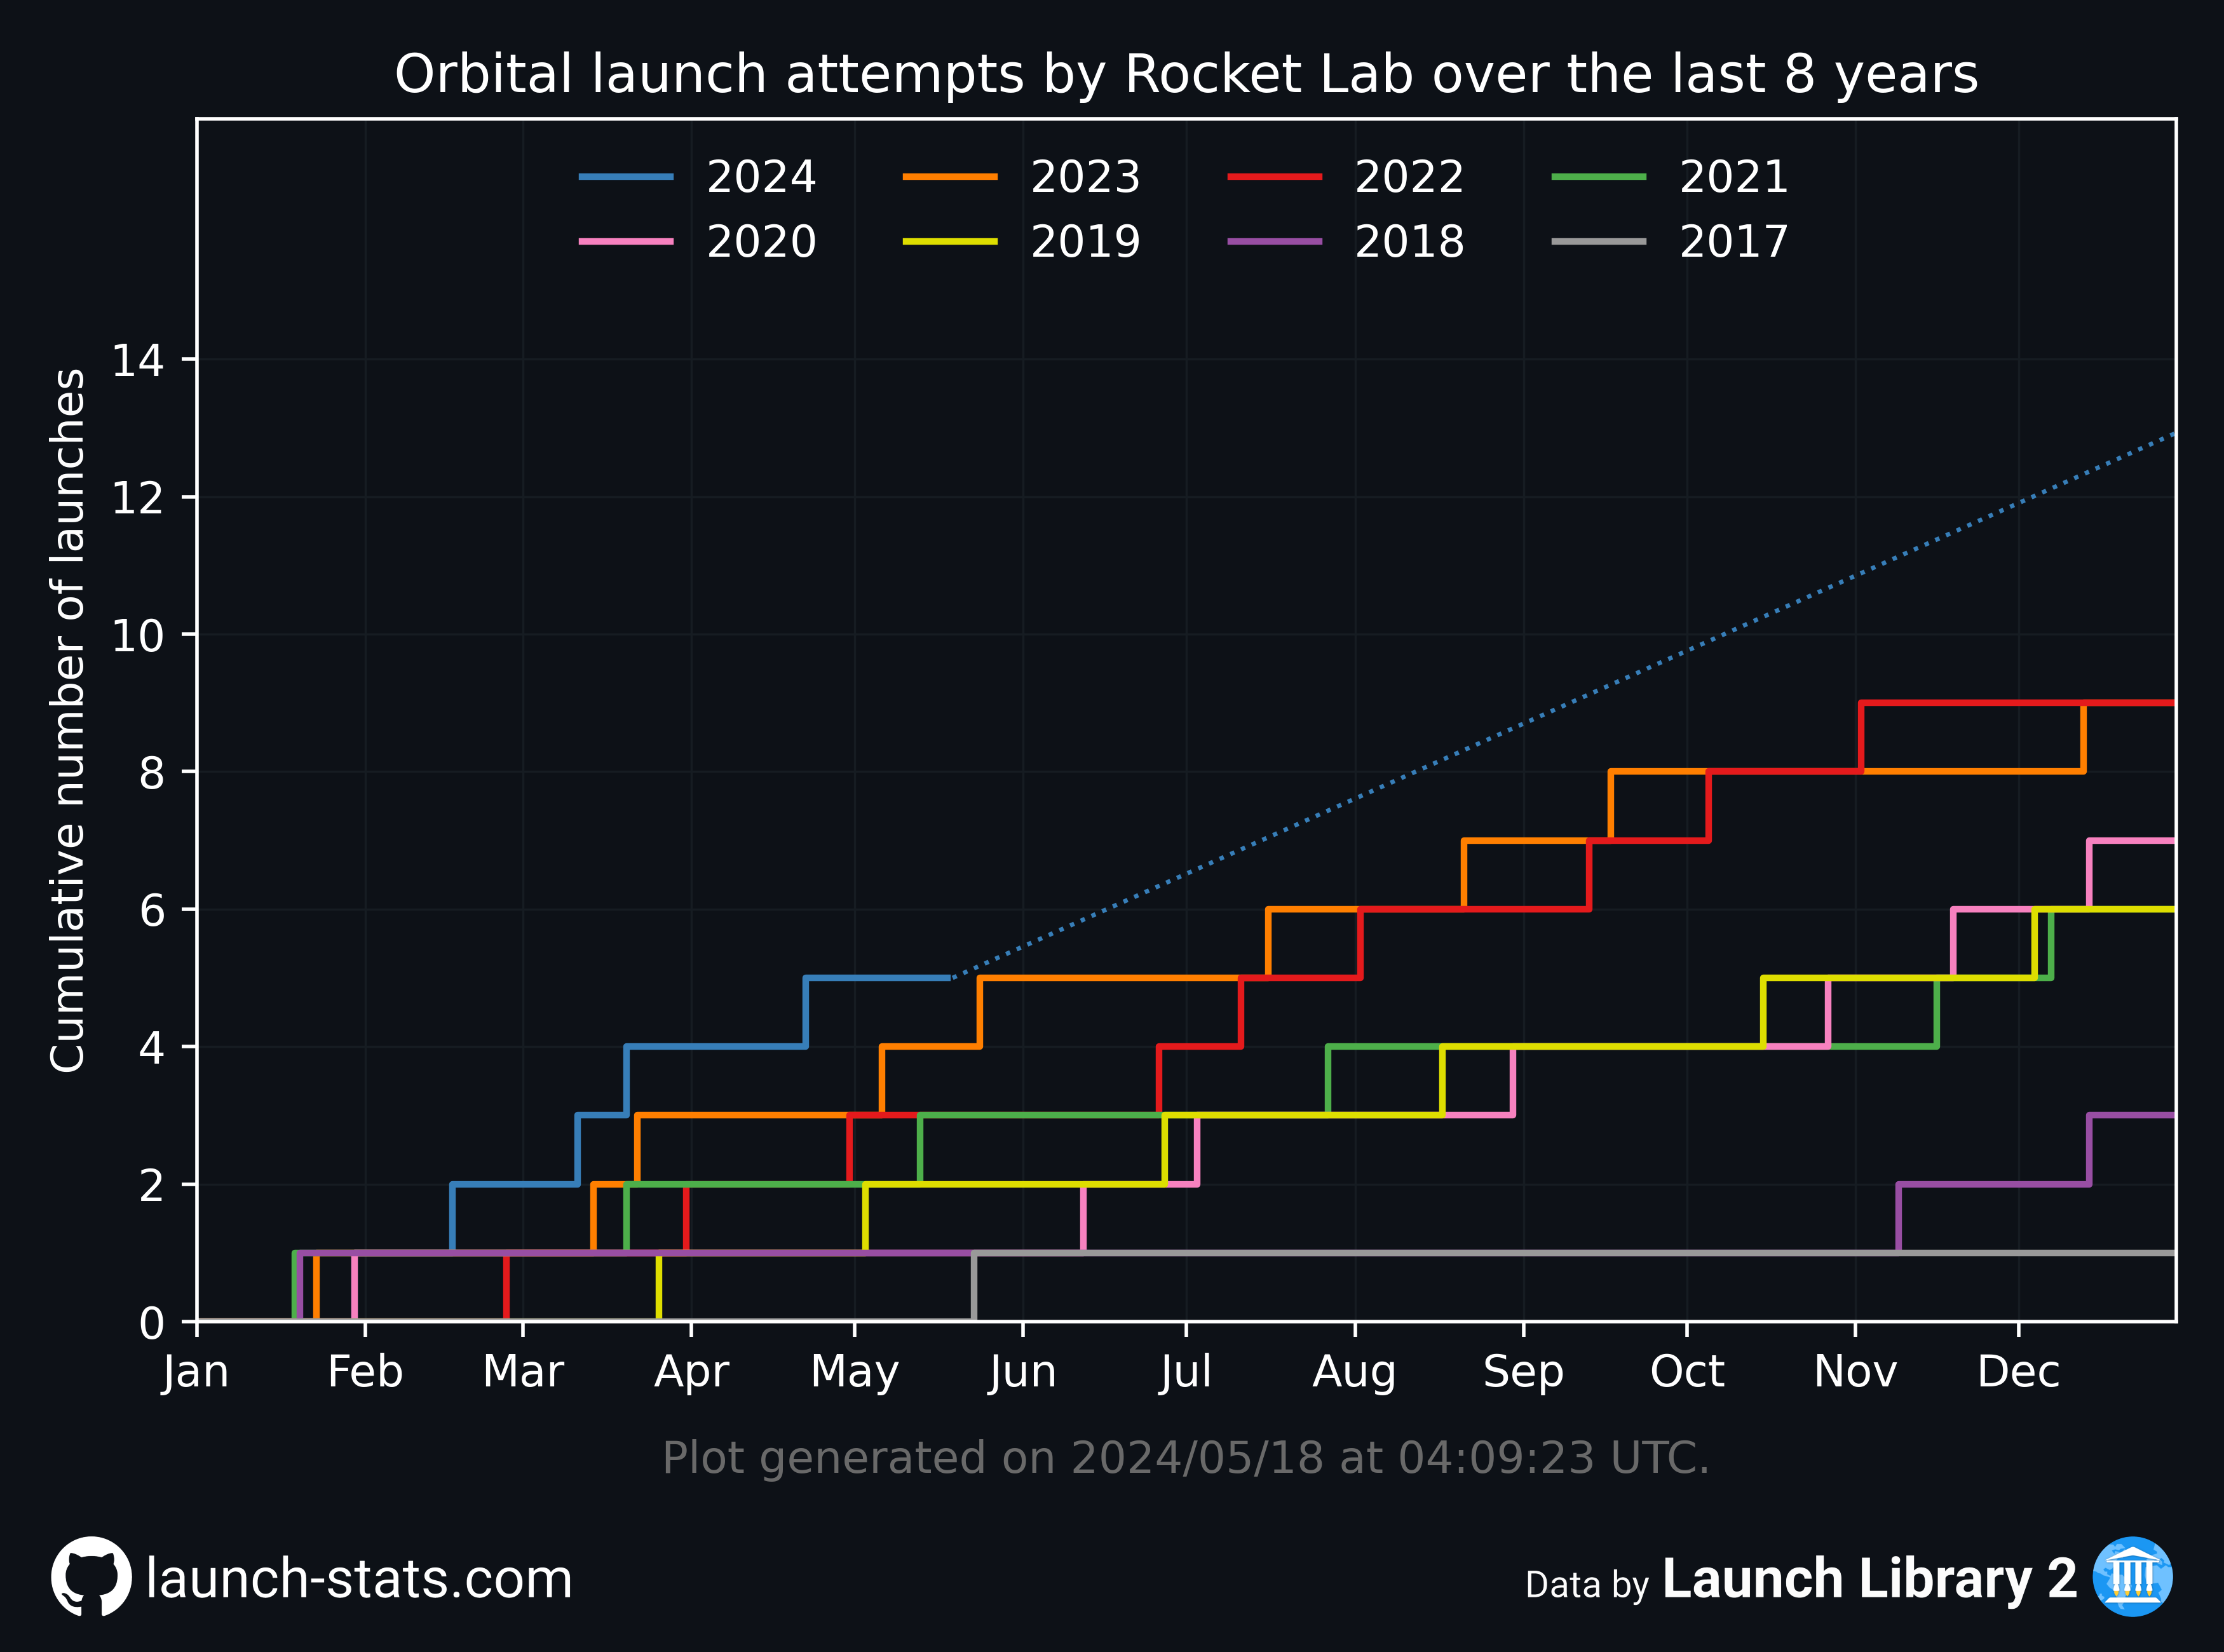 Orbital launch attempts by Rocket Lab over the last 8 years
2024 2023 2022 2021
2020 2019 2018 2017
Cumulative number of launches
14
12
10
8
6
4
2
0
Jan Feb Mar Apr May Jun Jul Aug Sep Oct Nov Dec
Plot generated on 2024/05/18 at 04:09:23 UTC.
launch-stats.com
Data by Launch Library 2